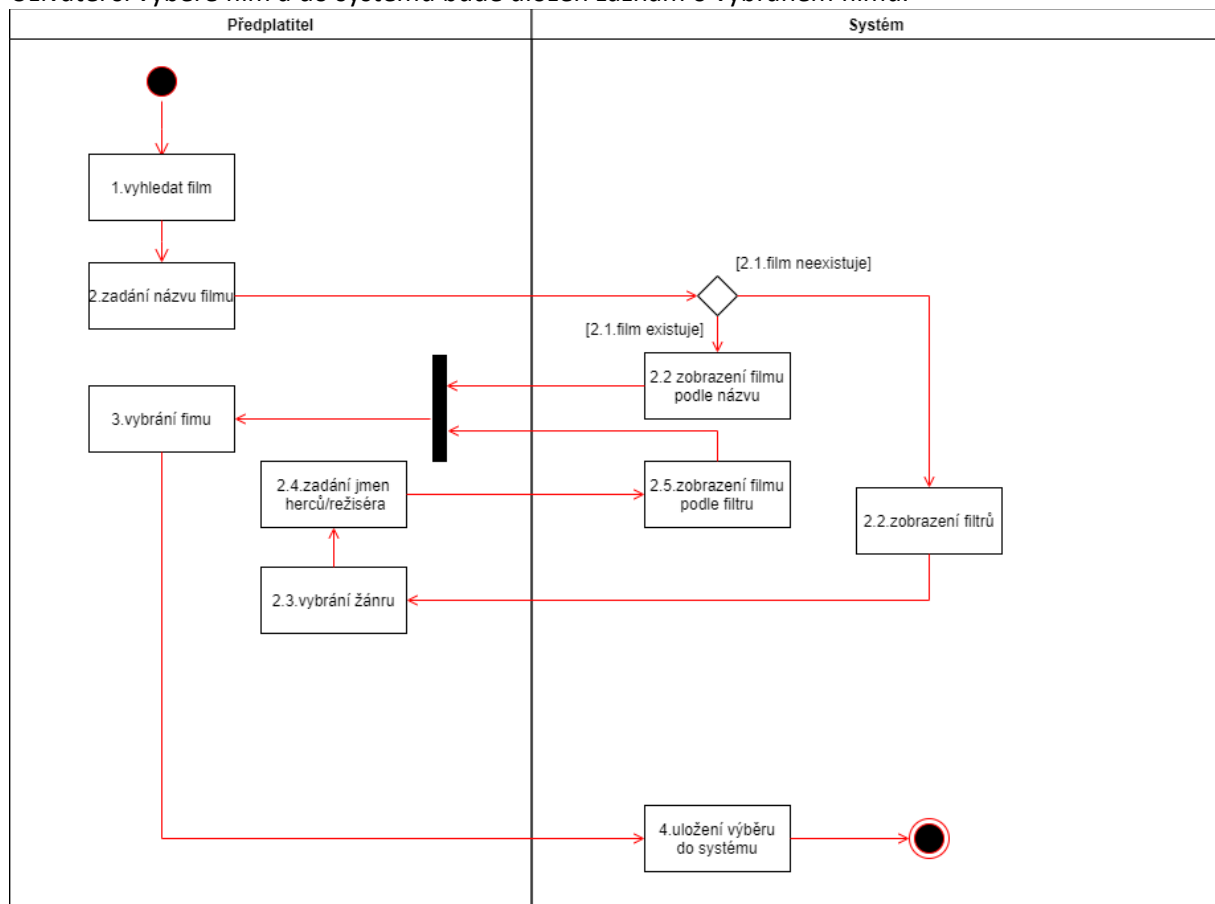 Předplatitel
Systém
1.vyhledat film
2.zadání názvu filmu
[2.1.film neexistuje]
[2.1.film existuje]
2.2 zobrazení filmu
podle názvu
3.vybrání fimu
2.4.zadání jmen
herců/režiséra
2.5.zobrazení filmu
podle filtru
2.2.zobrazení filtrů
2.3.vybrání žánru
4.uložení výběru
do systému